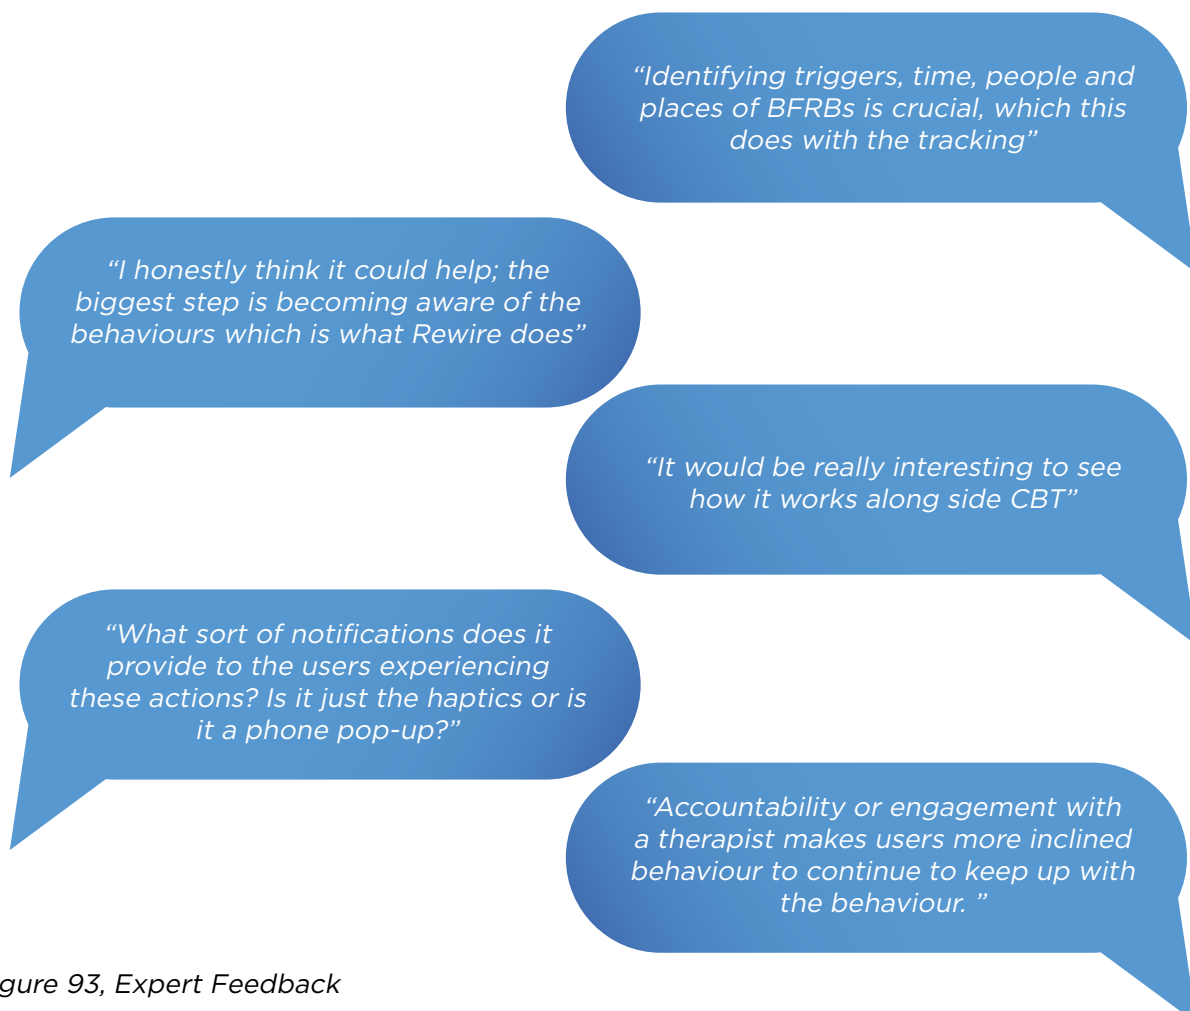 “Identifying triggers, time, people and
places of BFRBs is crucial, which this
does with the tracking”
“I honestly think it could help; the
biggest step is becoming aware of the
behaviours which is what Rewire does”
“It would be really interesting to see
how it works along side CBT”
“What sort of notifications does it
provide to the users experiencing
these actions? Is it just the haptics or is
it a phone pop-up?”
“Accountability or engagement with
a therapist makes users more inclined
behaviour to continue to keep up with
the behaviour. ”
gure 93, Expert Feedback